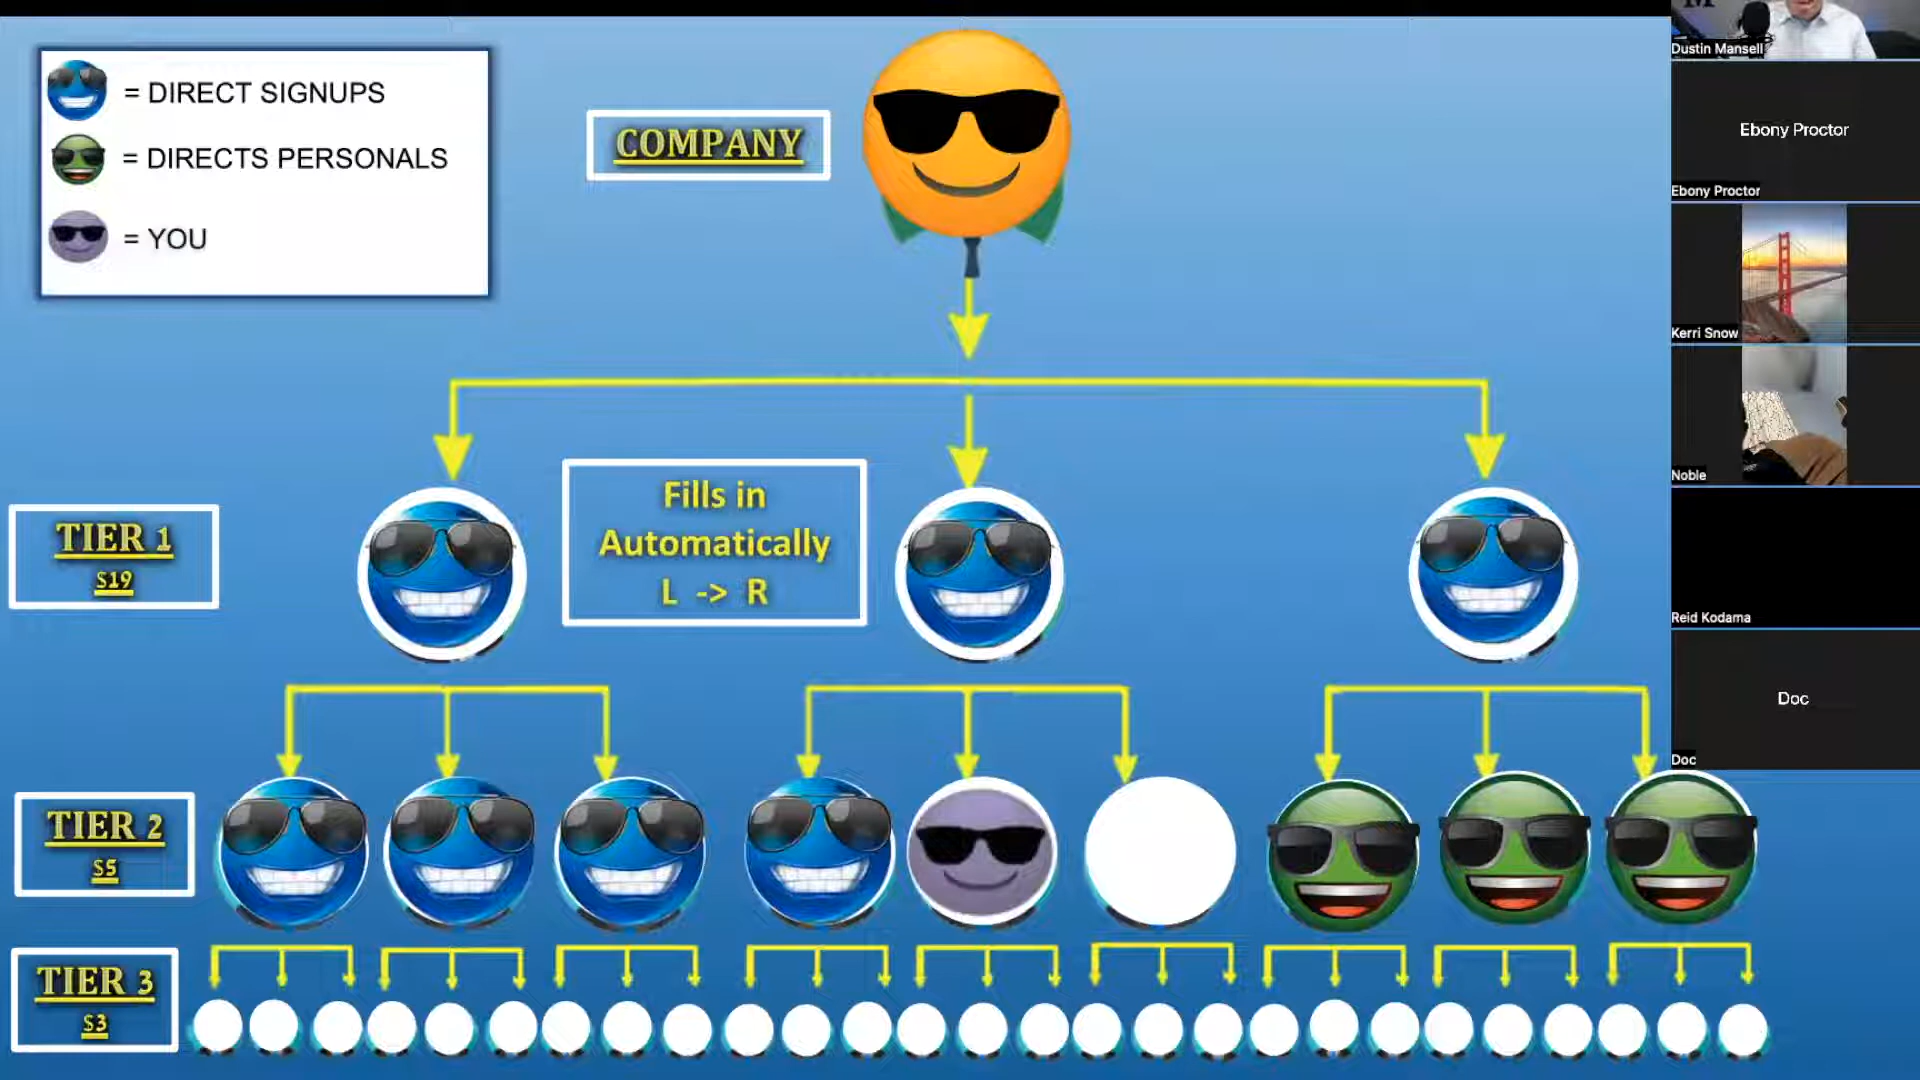 = DIRECT SIGNUPS
= DIRECTS PERSONALS
= YOU
COMPANY
Fills in
Automatically
L -> R
TIER 1
$19
TIER 2
$5
TIER 3
$3
Dustin Mansell
Ebony Proctor
Ebony Proctor
Kerri Snow
Noble
Reid Kodama
Doc
Doc